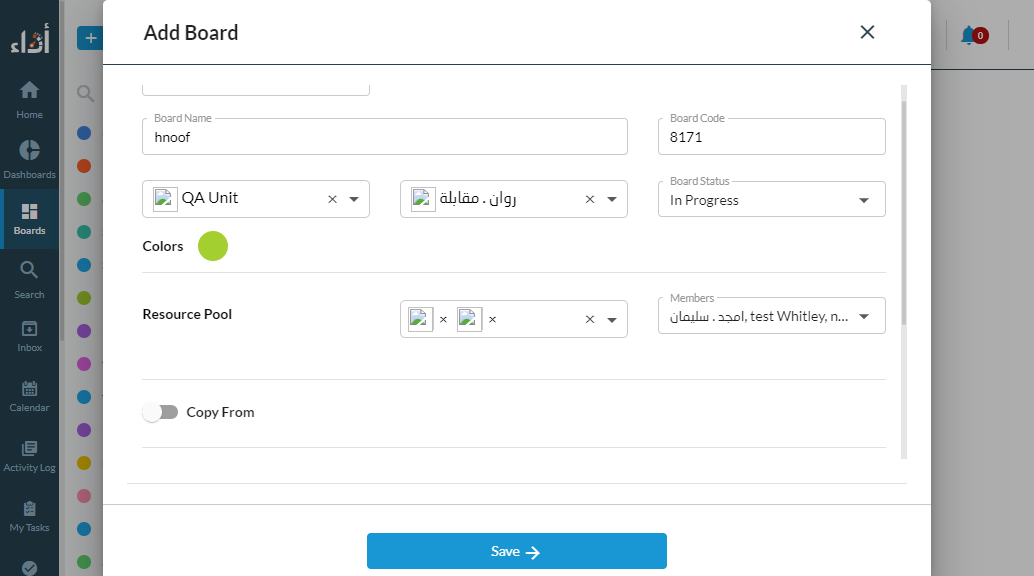 أداء
Add Board
0
Home
Dashboards
Boards
Search
Inbox
Calendar
Activity Log
My Tasks
Board Name
hnoof
Board Code
8171
QA Unit
روان . مقابلة
Board Status
In Progress
Colors
Resource Pool
Members
امجد . سليمان, test Whitley, n...
Copy From
Save